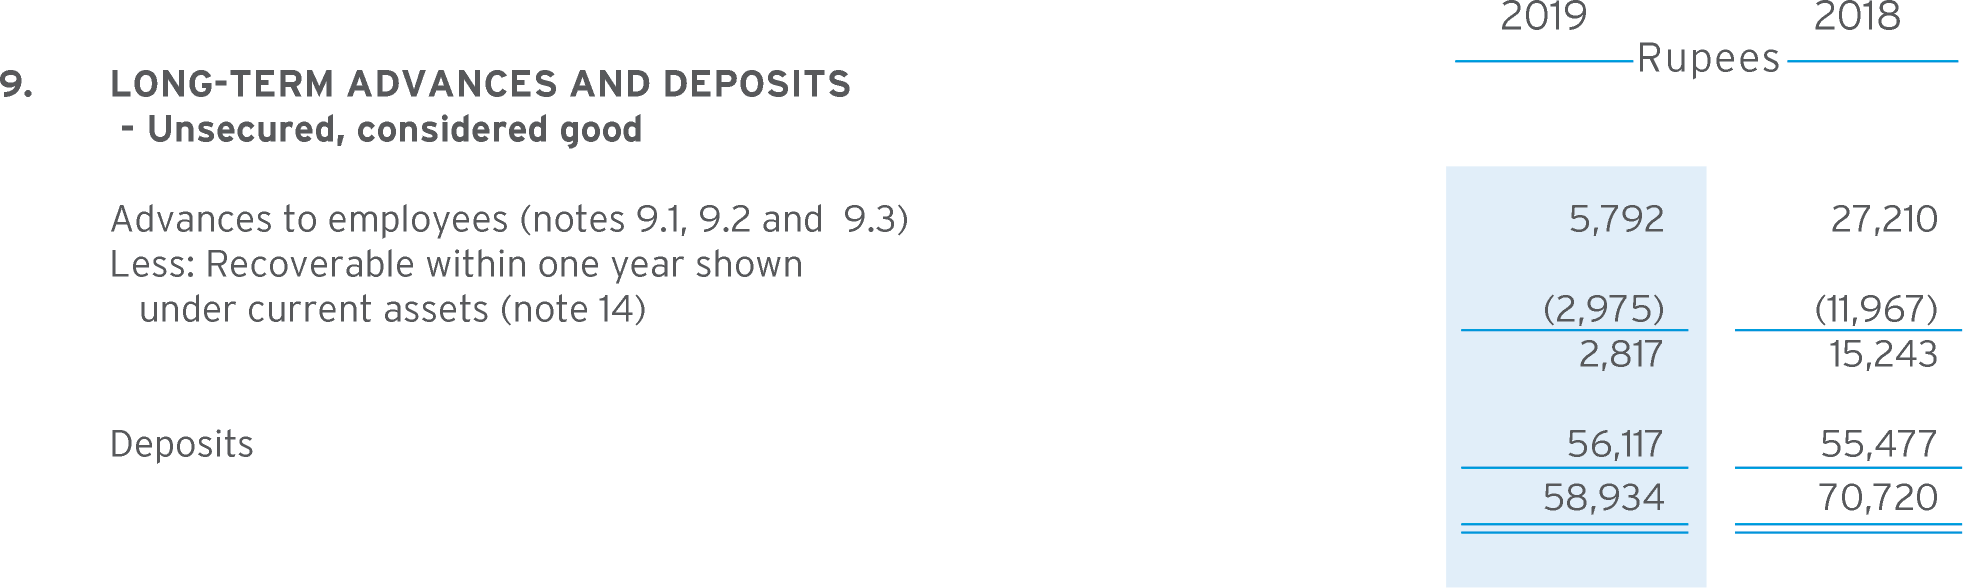 2019 2018
Rupees
9. LONG-TERM ADVANCES AND DEPOSITS
- Unsecured, considered good
Advances to employees (notes 9.1, 9.2 and 9.3) 5,792 27,210
Less: Recoverable within one year shown
under current assets (note 14) (2,975) (11,967)
2,817 15,243
Deposits 56,117 55,477
58,934 70,720